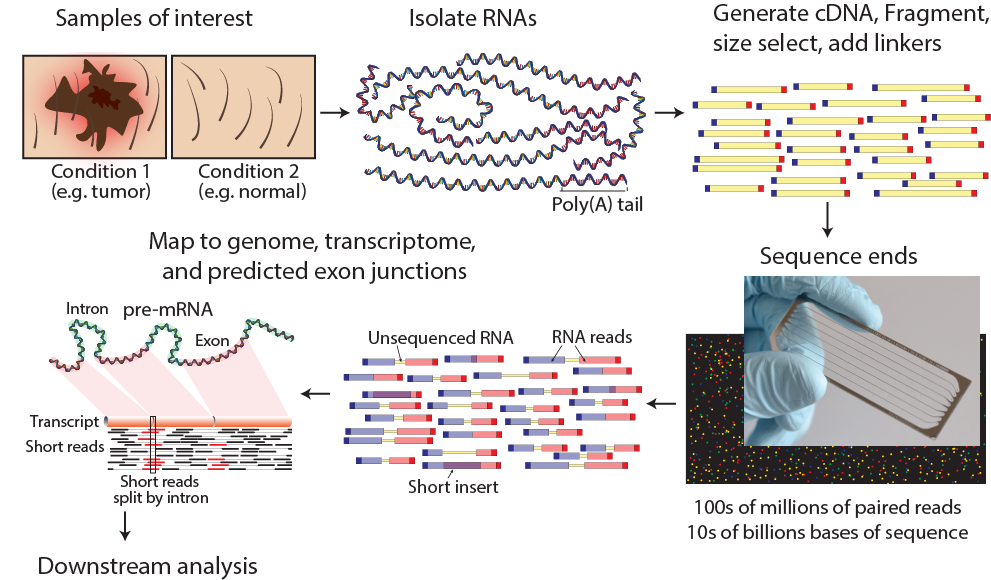 Samples of interest
Isolate RNAs
Generate cDNA, Fragment,
size select, add linkers
Condition 1
(e.g. tumor)
Condition 2
(e.g. normal)
Poly(A) tail
Sequence ends
100s of millions of paired reads
10s of billions bases of sequence
Unsequenced RNA
RNA reads
Short insert
Map to genome, transcriptome,
and predicted exon junctions
Intron
pre-mRNA
Exon
Transcript
Short reads
Short reads
split by intron
Downstream analysis